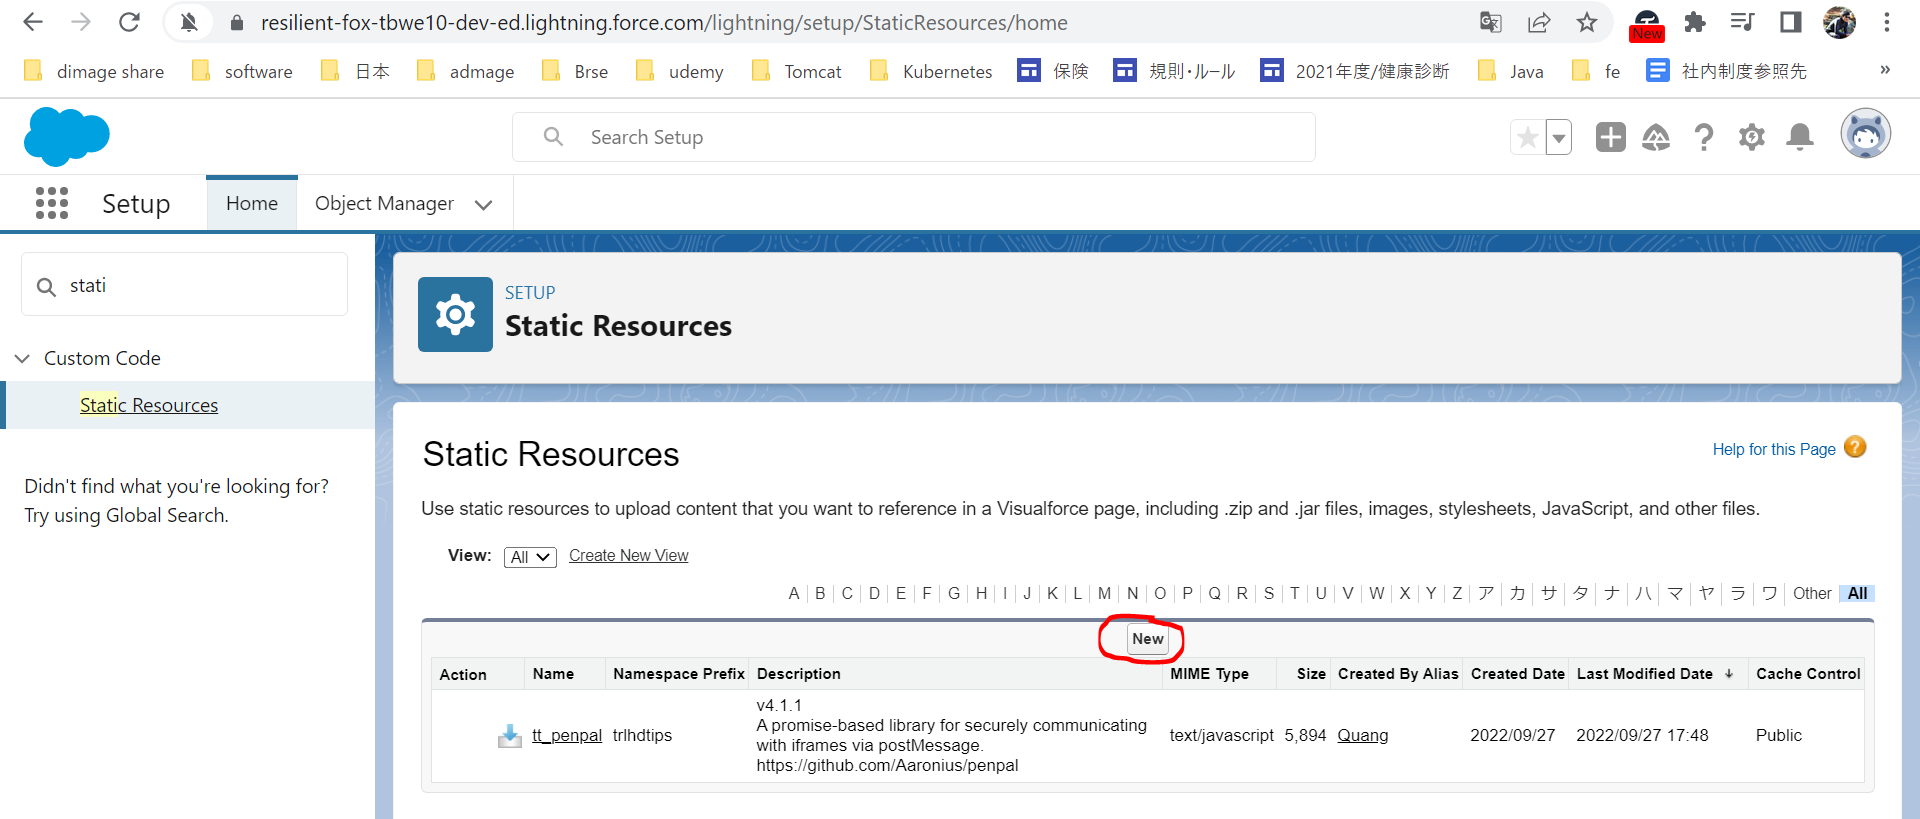 resilient-fox-tbwe10-dev-ed.lightning.force.com/lightning/setup/StaticResources/home
New
dimage share software 日本 admage Brse udemy Tomcat Kubernetes 保険 規則・ルール 2021年度/健康診断 Java fe 社内制度参照先 »
Search Setup
Setup Home Object Manager
stati
Custom Code
Static Resources
Didn't find what you're looking for?
Try using Global Search.
SETUP
Static Resources
Static Resources
Help for this Page ?
Use static resources to upload content that you want to reference in a Visualforce page, including .zip and .jar files, images, stylesheets, JavaScript, and other files.
View: All Create New View
A B C D E F G H I J K L M N O P Q R S T U V W X Y Z ア カ サ タ ナ ハ マ ヤ ラ ワ Other All
New
Action Name Namespace Prefix Description MIME Type Size Created By Alias Created Date Last Modified Date ↓ Cache Control
tt_penpal trlhdtips v4.1.1
A promise-based library for securely communicating
with iframes via postMessage.
https://github.com/Aaronius/penpal
text/javascript 5,894 Quang 2022/09/27 2022/09/27 17:48 Public